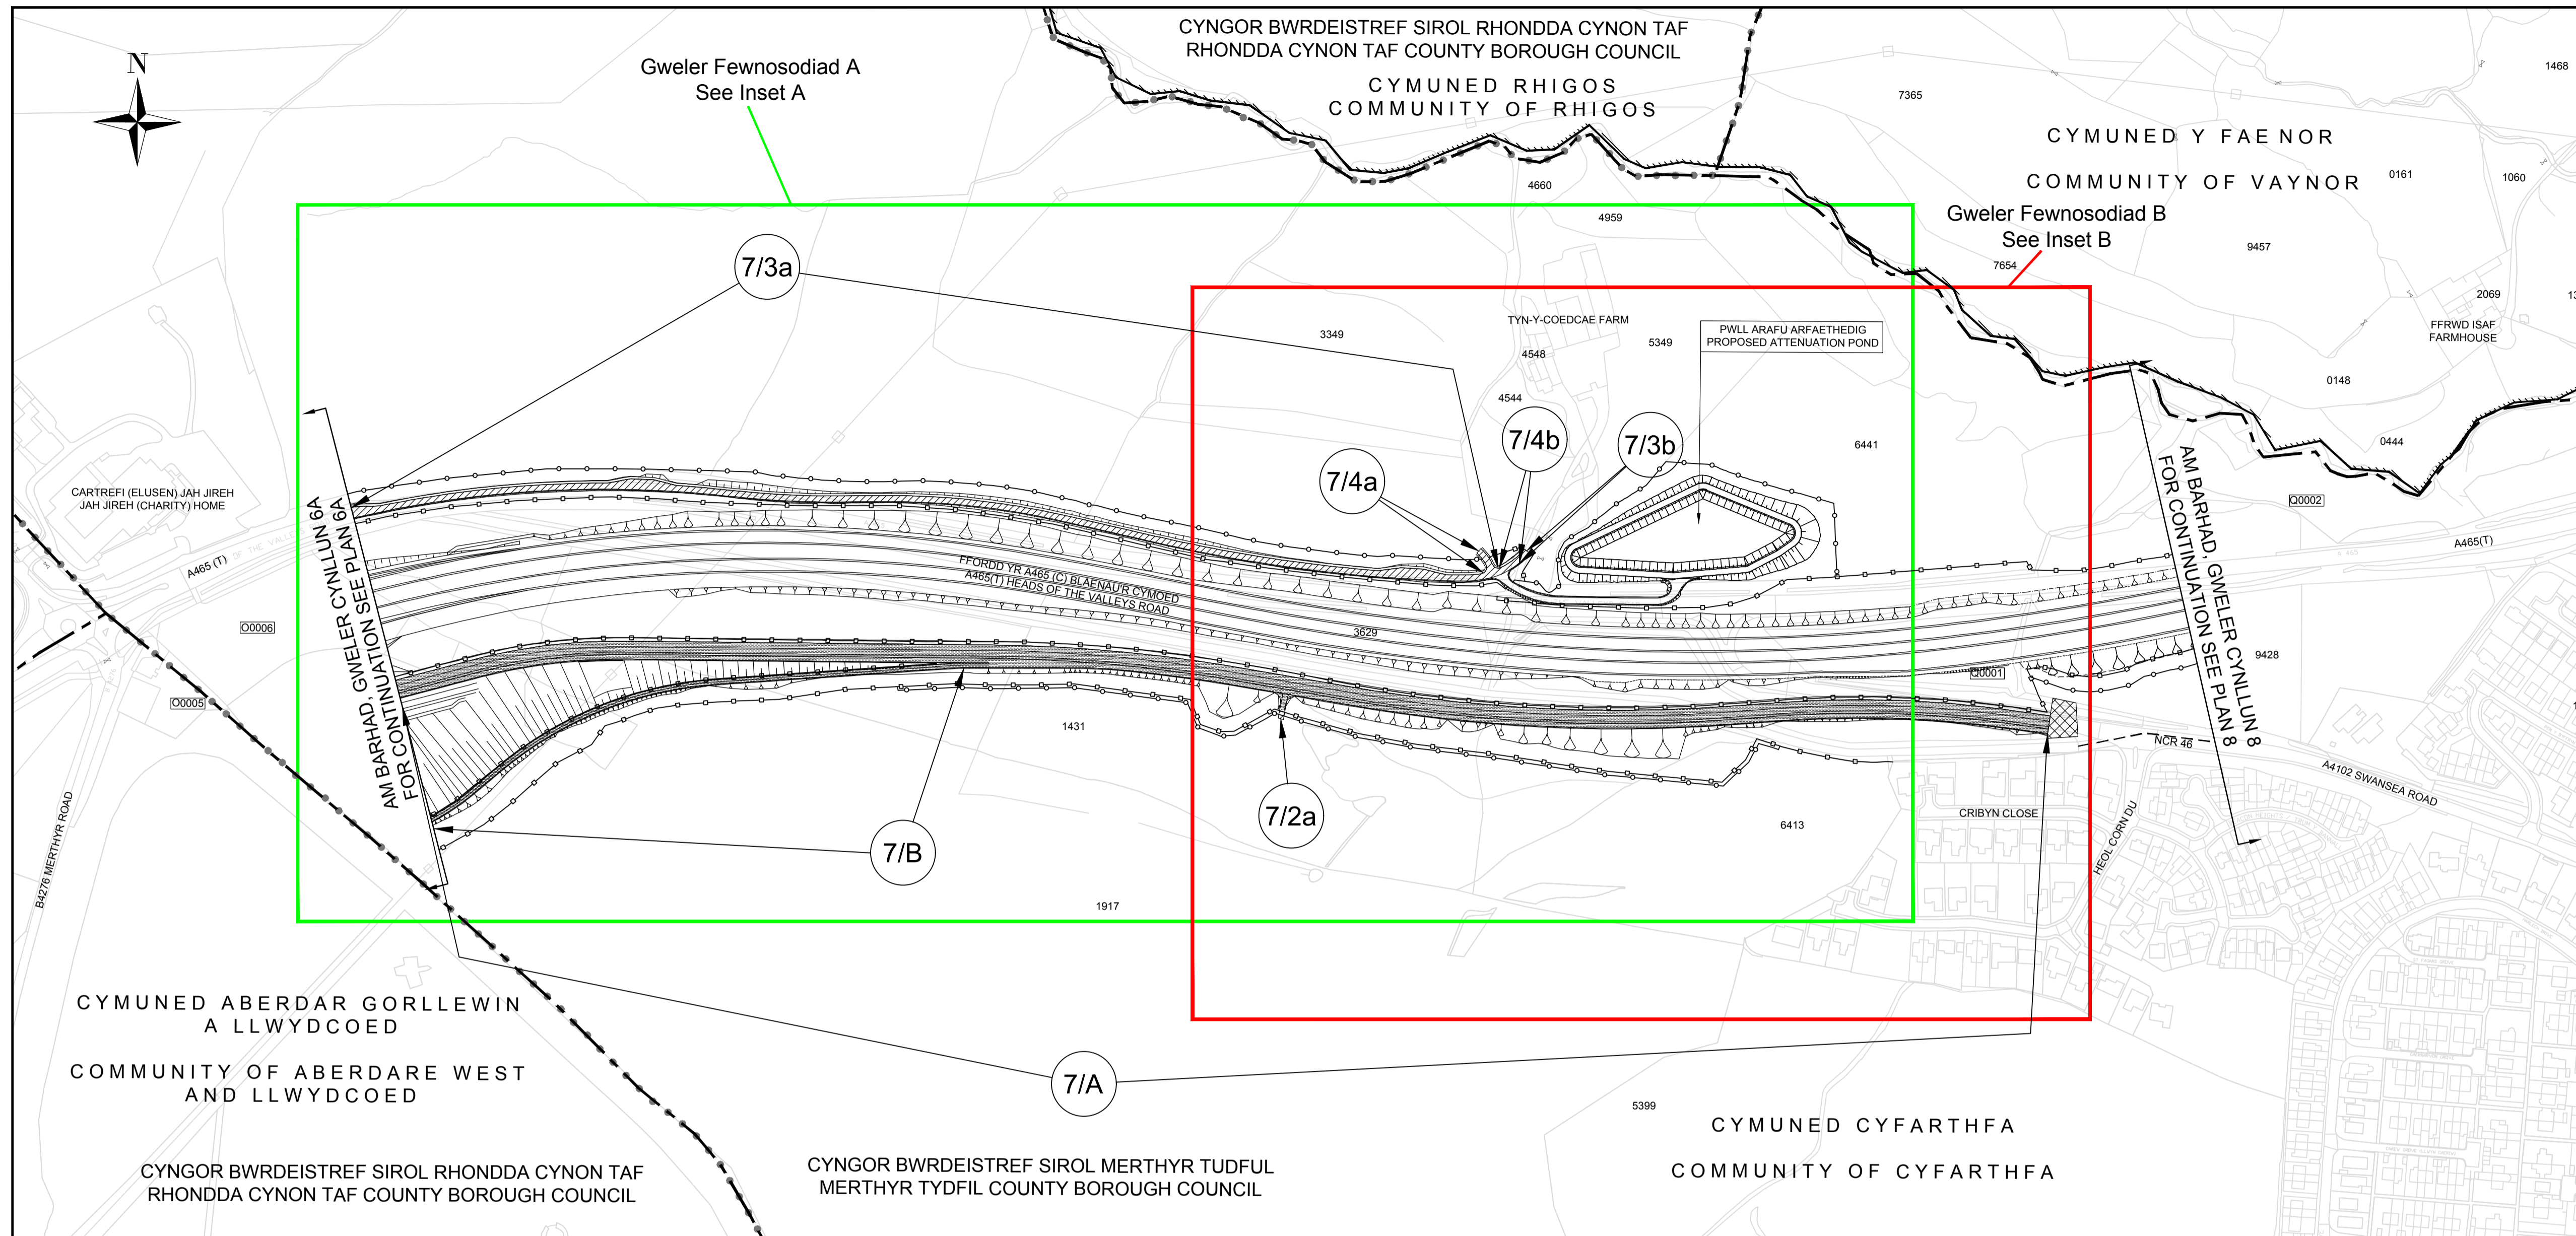 CYNGOR BWRDEISTREF SIROL RHONDDA CYNON TAF
RHONDDA CYNON TAF COUNTY BOROUGH COUNCIL
CYMUNED RHIGOS
COMMUNITY OF RHIGOS
N
Gweler Fewnosodiad A
See Inset A
1468
7365
CYMUNED Y FAENOR
COMMUNITY OF VAYNOR
0161
1060
4660
4959
Gweler Fewnosodiad B
See Inset B
7654
9457
2069
7/3a
3349
TYN-Y-COEDCAE FARM
4548
5349
PWLL ARAFU ARFAETHEDIG
PROPOSED ATTENUATION POND
FFRWD ISAF
FARMHOUSE
0148
4544
7/4b
7/3b
6441
0444
7/4a
CARTREFI (ELUSEN) JAH JIREH
JAH JIREH (CHARITY) HOME
Q0002
A465 (T)
A465(T)
AM BARHAD, GWELER CYNLLUN 6A
FOR CONTINUATION SEE PLAN 6A
FFORDD YR A465 (C) BLAENAU'R CYMOED
A465(T) HEADS OF THE VALLEYS ROAD
AM BARHAD, GWELER CYNLLUN 8
FOR CONTINUATION SEE PLAN 8
O0006
3629
9428
Q0001
O0005
1431
NCR 46
A4102 SWANSEA ROAD
7/2a
6413
CRIBYN CLOSE
HEOL CORN DU
7/B
B4276 MERTHYR ROAD
1917
CYMUNED ABERDAR GORLLEWIN
A LLWYDCOED
COMMUNITY OF ABERDARE WEST
AND LLWYDCOED
7/A
5399
CYMUNED CYFARTHFA
COMMUNITY OF CYFARTHFA
CYNGOR BWRDEISTREF SIROL RHONDDA CYNON TAF
RHONDDA CYNON TAF COUNTY BOROUGH COUNCIL
CYNGOR BWRDEISTREF SIROL MERTHYR TUDFUL
MERTHYR TYDFIL COUNTY BOROUGH COUNCIL